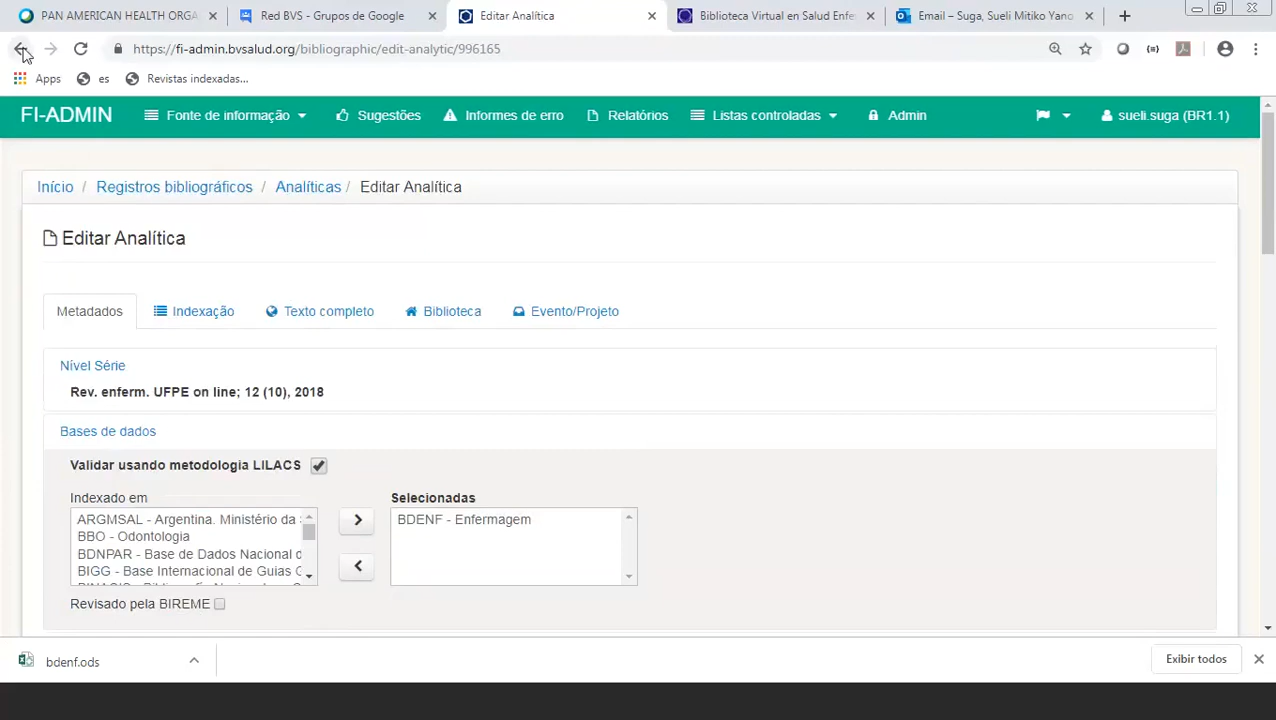 PAN AMERICAN HEALTH ORGA
Red BVS - Grupos de Google
Editar Analítica
Biblioteca Virtual en Salud Enfe
Email – Suga, Sueli Mitiko Yano
https://fi-admin.bvsalud.org/bibliographic/edit-analytic/996165
Apps
es
Revistas indexadas...
FI-ADMIN
Fonte de informação
Sugestões
Informes de erro
Relatórios
Listas controladas
Admin
sueli.suga (BR1.1)
Início / Registros bibliográficos / Analíticas / Editar Analítica
Editar Analítica
Metadados
Indexação
Texto completo
Biblioteca
Evento/Projeto
Nível Série
Rev. enferm. UFPE on line; 12 (10), 2018
Bases de dados
Validar usando metodologia LILACS
Indexado em
Selecionadas
ARGMSAL - Argentina. Ministério da
BBO - Odontologia
BDNPAR - Base de Dados Nacional d
BIGG - Base Internacional de Guias G
BDENF - Enfermagem
Revisado pela BIREME
bdenf.ods
Exibir todos